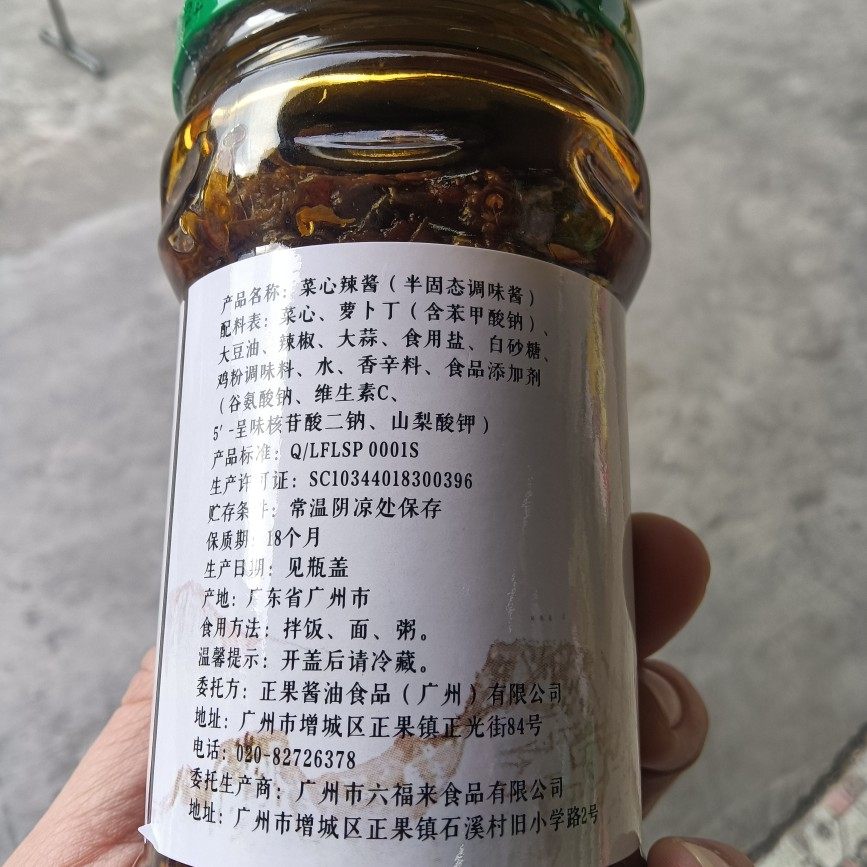 产品名称：菜心辣酱（半固态调味酱）
配料表：菜心、萝卜丁（含苯甲酸钠）、
大豆油、辣椒、大蒜、食用盐、白砂糖、
鸡粉调味料、水、香辛料、食品添加剂
（谷氨酸钠、维生素C、
5′-呈味核苷酸二钠、山梨酸钾）
产品标准：Q/LFLSP 0001S
生产许可证：SC10344018300396
贮存条件：常温阴凉处保存
保质期：18个月
生产日期：见瓶盖
产地：广东省广州市
食用方法：拌饭、面、粥。
温馨提示：开盖后请冷藏。
委托方：正果酱油食品（广州）有限公司
地址：广州市增城区正果镇正光街84号
电话：020-82726378
委托生产商：广州市六福来食品有限公司
地址：广州市增城区正果镇石溪村旧小学路2号